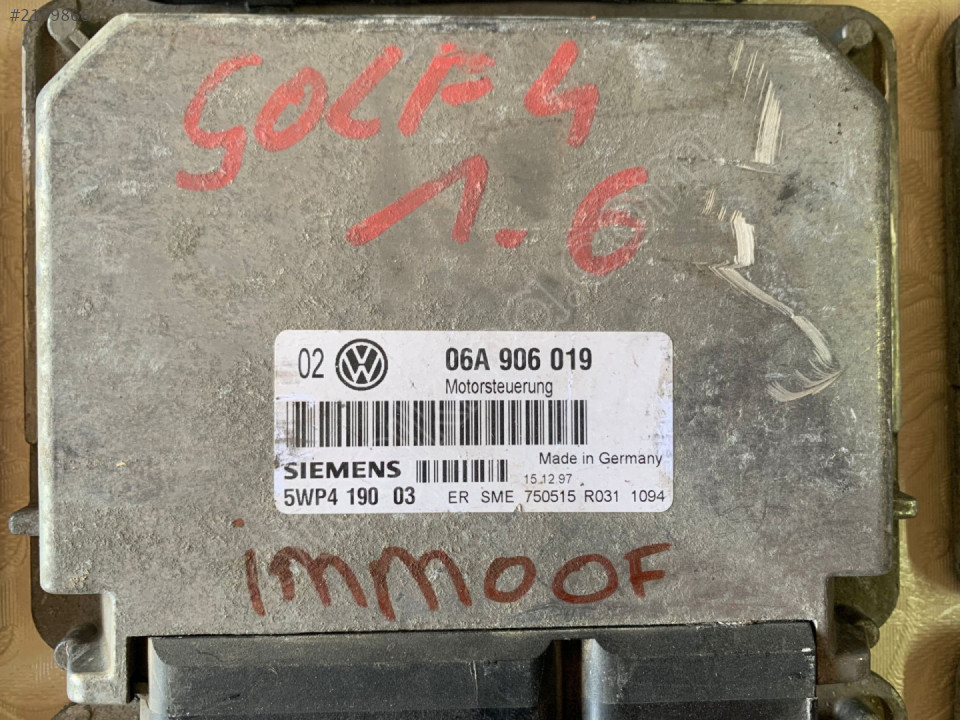 GOLF 4
1.6
02 VW 06A 906 019
Motorsteuerung
Made in Germany
SIEMENS 15.12.97
5WP4 190 03 ER SME 750515 R031 1094
IMMOOF